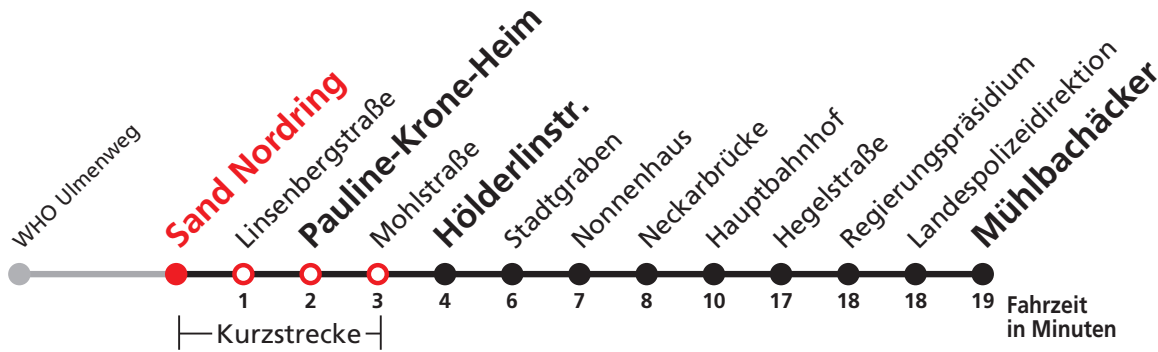 WHO Ulmenweg
Sand Nordring
Linsenbergstraße
Pauline-Krone-Heim
Mohlstraße
Hölderlinstr.
Stadtgraben
Nonnenhaus
Neckarbrücke
Hauptbahnhof
Hegelstraße
Regierungspräsidium
Landespolizeidirektion
Mühlbachäcker
1 2 3 4 6 7 8 10 17 18 18 19
Fahrzeit
in Minuten
Kurzstrecke